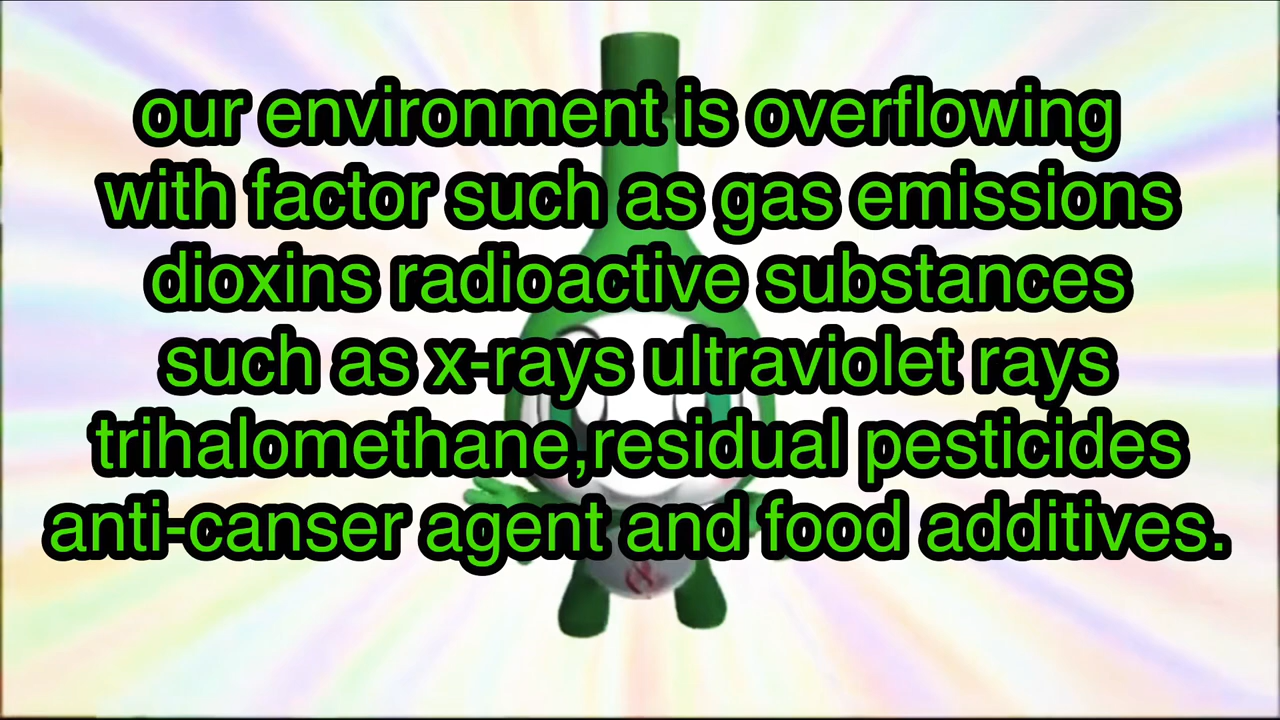 our environment is overflowing
with factor such as gas emissions
dioxins radioactive substances
such as x-rays ultraviolet rays
trihalomethane,residual pesticides
anti-canser agent and food additives.